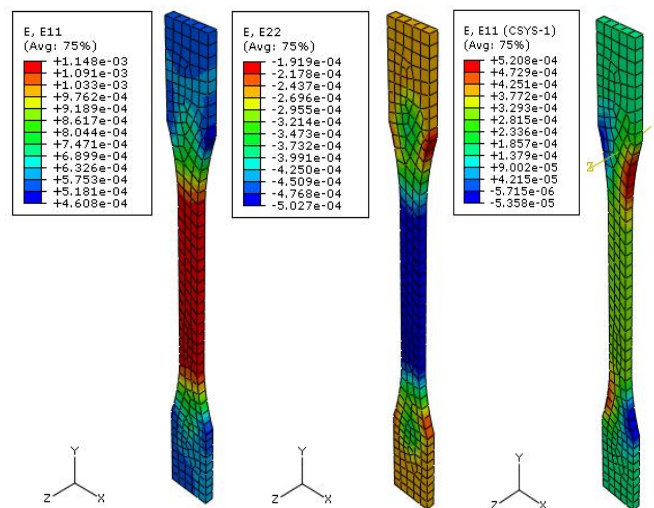 E, E11
(Avg: 75%)
+1.148e-03
+1.091e-03
+1.033e-03
+9.762e-04
+9.189e-04
+8.617e-04
+8.044e-04
+7.471e-04
+6.899e-04
+6.326e-04
+5.753e-04
+5.181e-04
+4.608e-04
E, E22
(Avg: 75%)
-1.919e-04
-2.178e-04
-2.437e-04
-2.696e-04
-2.955e-04
-3.214e-04
-3.473e-04
-3.732e-04
-3.991e-04
-4.250e-04
-4.509e-04
-4.768e-04
-5.027e-04
E, E11 (CSYS-1)
(Avg: 75%)
+5.208e-04
+4.729e-04
+4.251e-04
+3.772e-04
+3.293e-04
+2.815e-04
+2.336e-04
+1.857e-04
+1.379e-04
+9.002e-05
+4.215e-05
-5.715e-06
-5.358e-05
Z
Y
Z
X
Y
Z
X
Y
Z
X